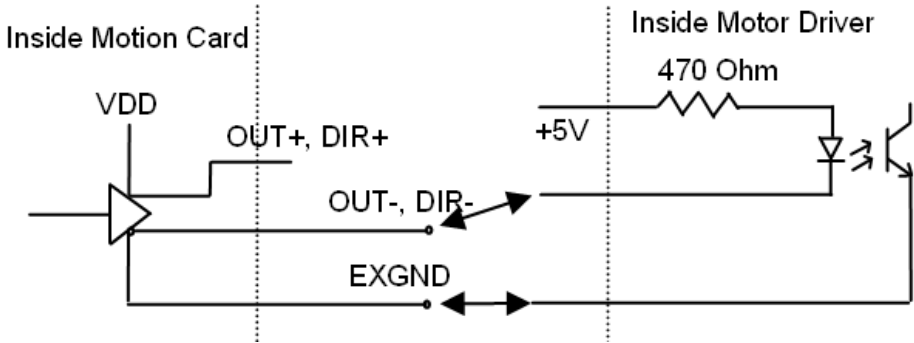 Inside Motion Card
Inside Motor Driver
470 Ohm
VDD
+5V
OUT+, DIR+
OUT-, DIR-
EXGND